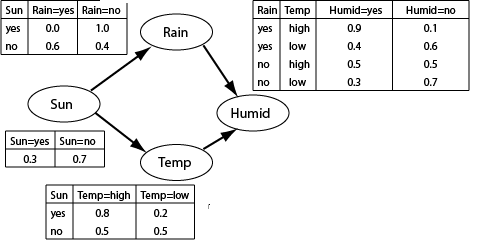 Sun Rain=yes Rain=no
yes 0.0 1.0
no 0.6 0.4
Rain
Rain Temp Humid=yes Humid=no
yes high 0.9 0.1
yes low 0.4 0.6
no high 0.5 0.5
no low 0.3 0.7
Sun
Humid
Sun=yes Sun=no
0.3 0.7
Temp
Sun Temp=high Temp=low
yes 0.8 0.2
no 0.5 0.5